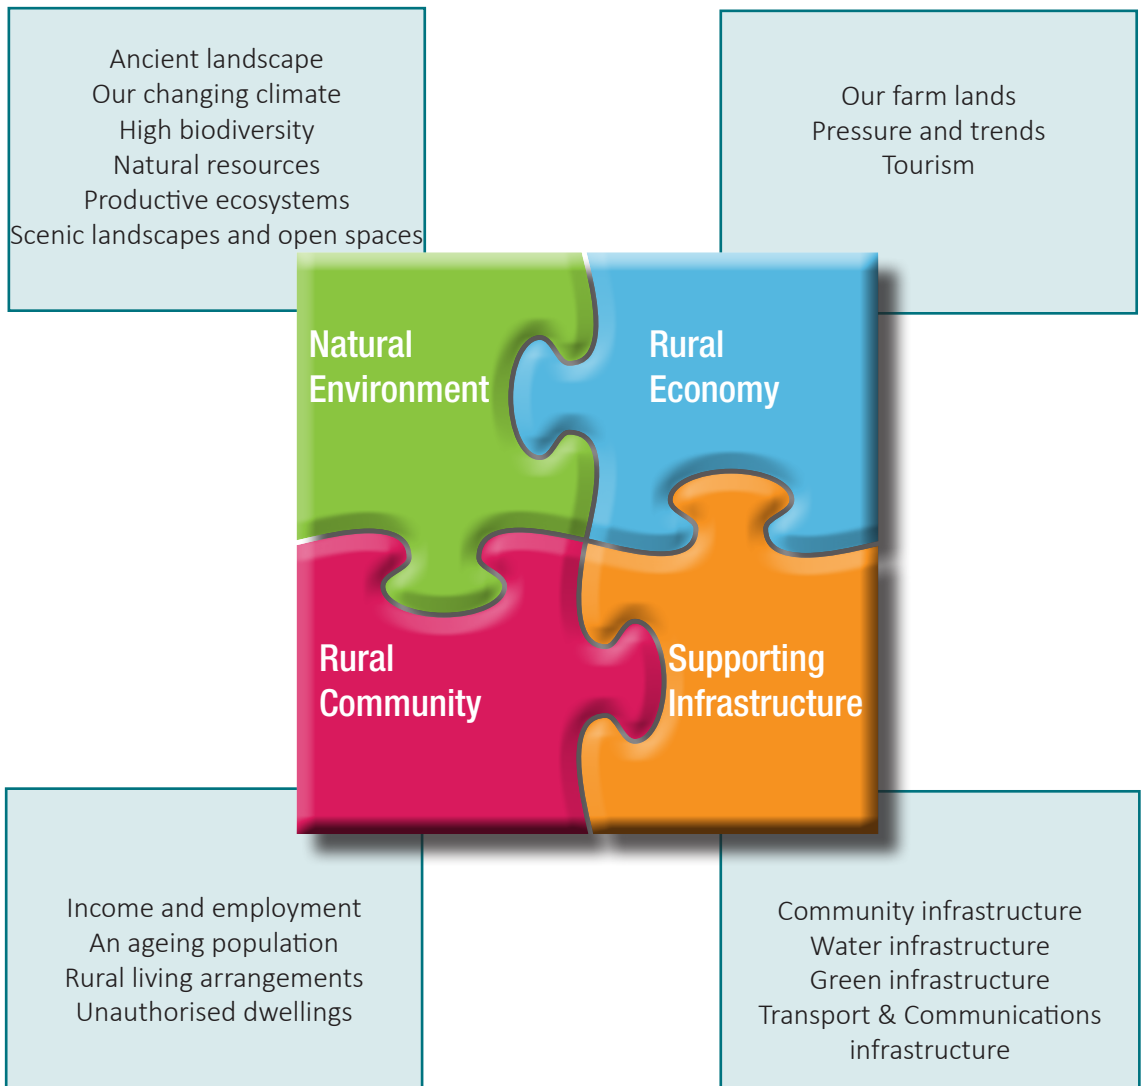 Ancient landscape
Our changing climate
High biodiversity
Natural resources
Productive ecosystems
Scenic landscapes and open spaces
Our farm lands
Pressure and trends
Tourism
Natural
Environment
Rural
Economy
Rural
Community
Supporting
Infrastructure
Income and employment
An ageing population
Rural living arrangements
Unauthorised dwellings
Community infrastructure
Water infrastructure
Green infrastructure
Transport & Communications
infrastructure